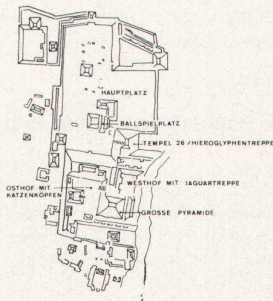 HAUPTPLATZ
BALLSPIELPLATZ
TEMPEL 26/HIEROGLYPHENTREPPE
WESTHOF MIT JAGUARTREPPE
OSTHOF MIT
KATZENKÖPFEN
GROSSE PYRAMIDE